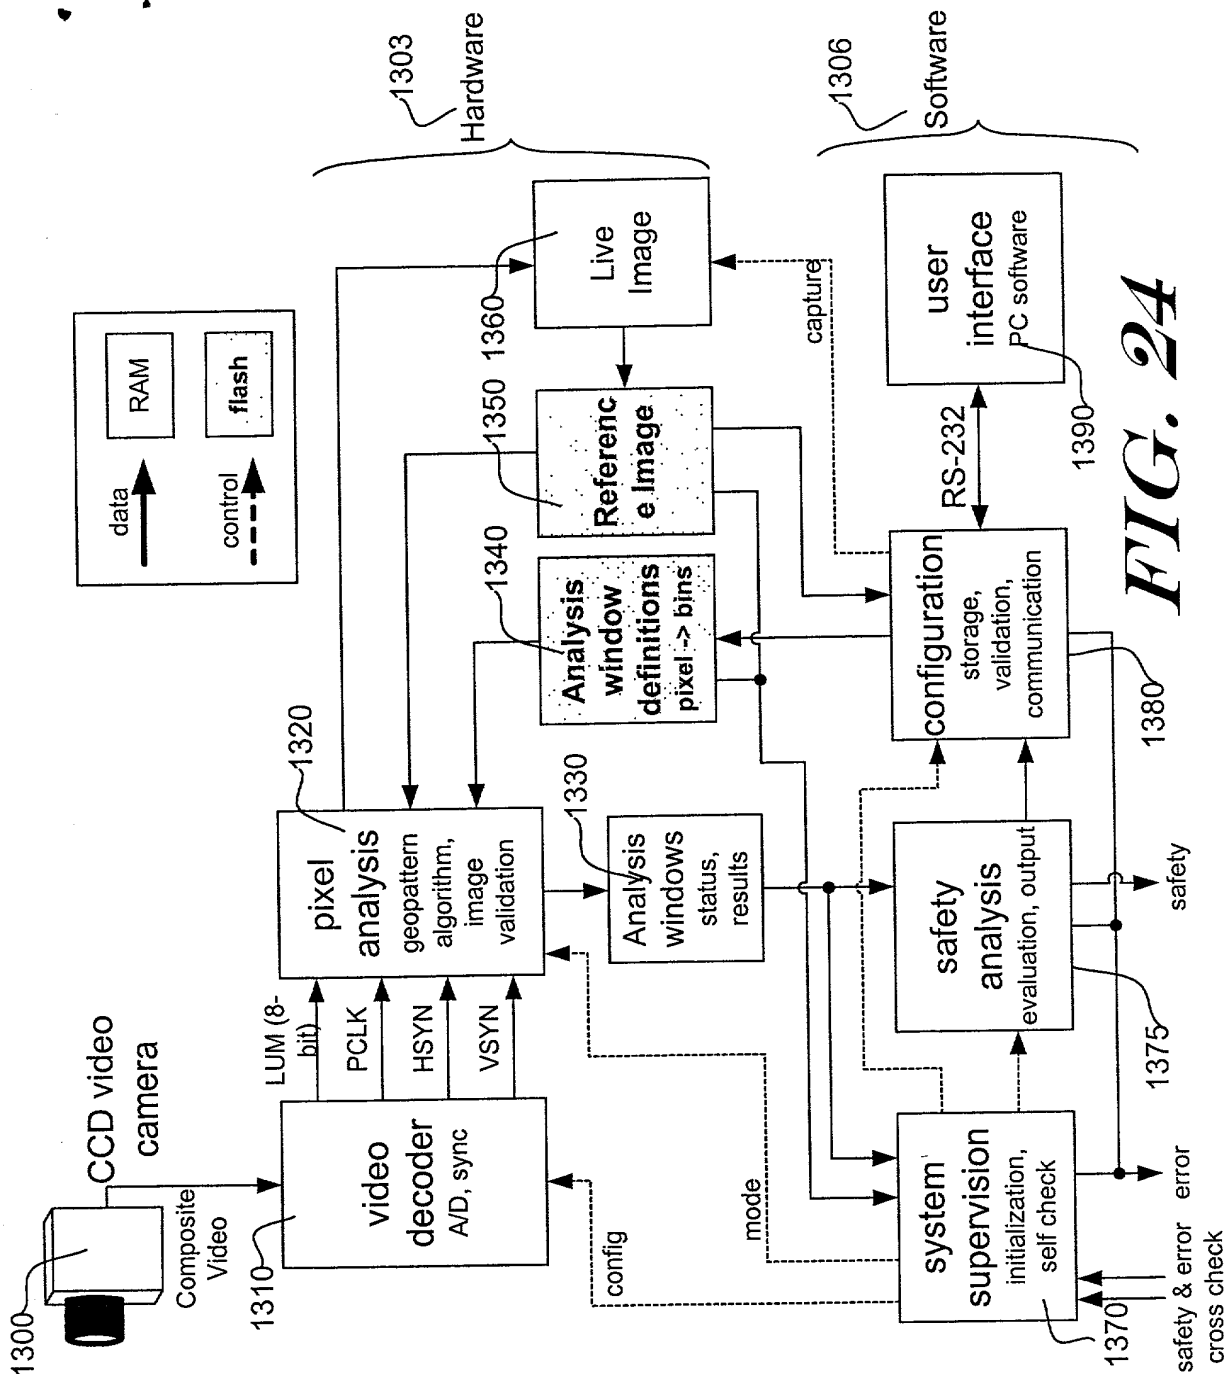 1300
CCD video
camera
Composite
Video
1310
video
decoder
A/D, sync
LUM (8-
bit)
PCLK
HSYN
VSYN
1320
pixel
analysis
geopattern
algorithm,
image
validation
data
RAM
control
flash
1330
Analysis
windows
status,
results
1340
Analysis
window
definitions
pixel -> bins
1350
Referenc
e Image
1360
Live
Image
1303
Hardware
config
mode
capture
1306
Software
system
supervision
initialization,
self check
1370
safety & error
cross check
error
safety
analysis
evaluation, output
1375
safety
configuration
storage,
validation,
communication
1380
RS-232
user
interface
PC software
1390
FIG. 24